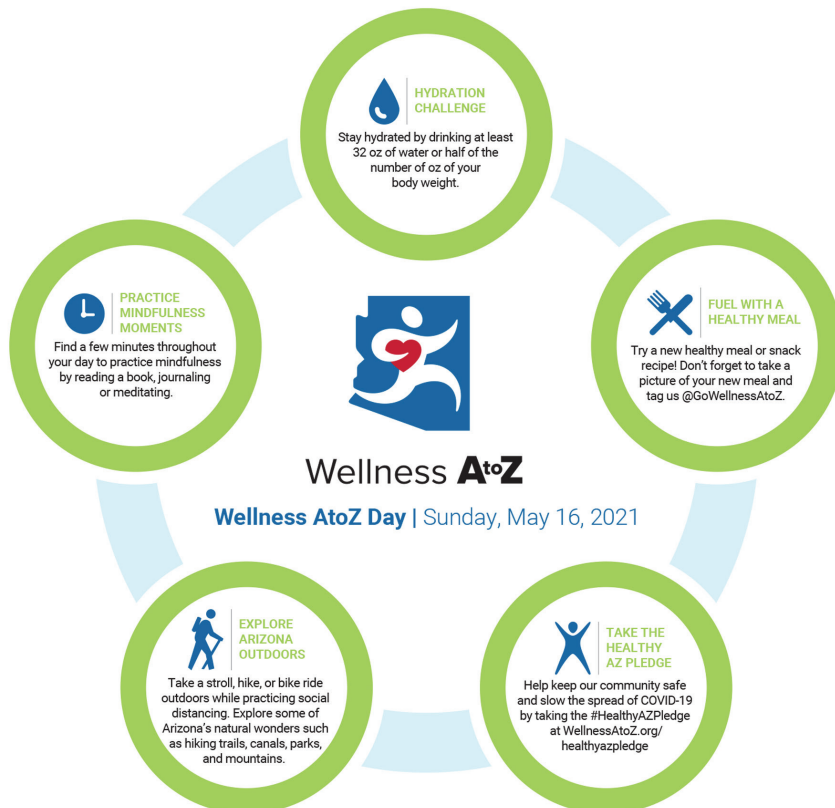 HYDRATION
CHALLENGE
Stay hydrated by drinking at least
32 oz of water or half of the
number of oz of your
body weight.
PRACTICE
MINDFULNESS
MOMENTS
Find a few minutes throughout
your day to practice mindfulness
by reading a book, journaling
or meditating.
FUEL WITH A
HEALTHY MEAL
Try a new healthy meal or snack
recipe! Don't forget to take a
picture of your new meal and
tag us @GoWellnessAtoZ.
Wellness AtoZ
Wellness AtoZ Day | Sunday, May 16, 2021
EXPLORE
ARIZONA
OUTDOORS
Take a stroll, hike, or bike ride
outdoors while practicing social
distancing. Explore some of
Arizona's natural wonders such
as hiking trails, canals, parks,
and mountains.
TAKE THE
HEALTHY
AZ PLEDGE
Help keep our community safe
and slow the spread of COVID-19
by taking the #HealthyAZPledge
at WellnessAtoZ.org/
healthyazpledge